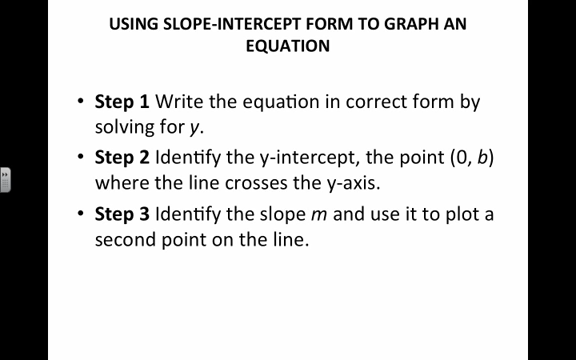 USING SLOPE-INTERCEPT FORM TO GRAPH AN
EQUATION
• Step 1 Write the equation in correct form by
solving for y.
• Step 2 Identify the y-intercept, the point (0, b)
where the line crosses the y-axis.
• Step 3 Identify the slope m and use it to plot a
second point on the line.